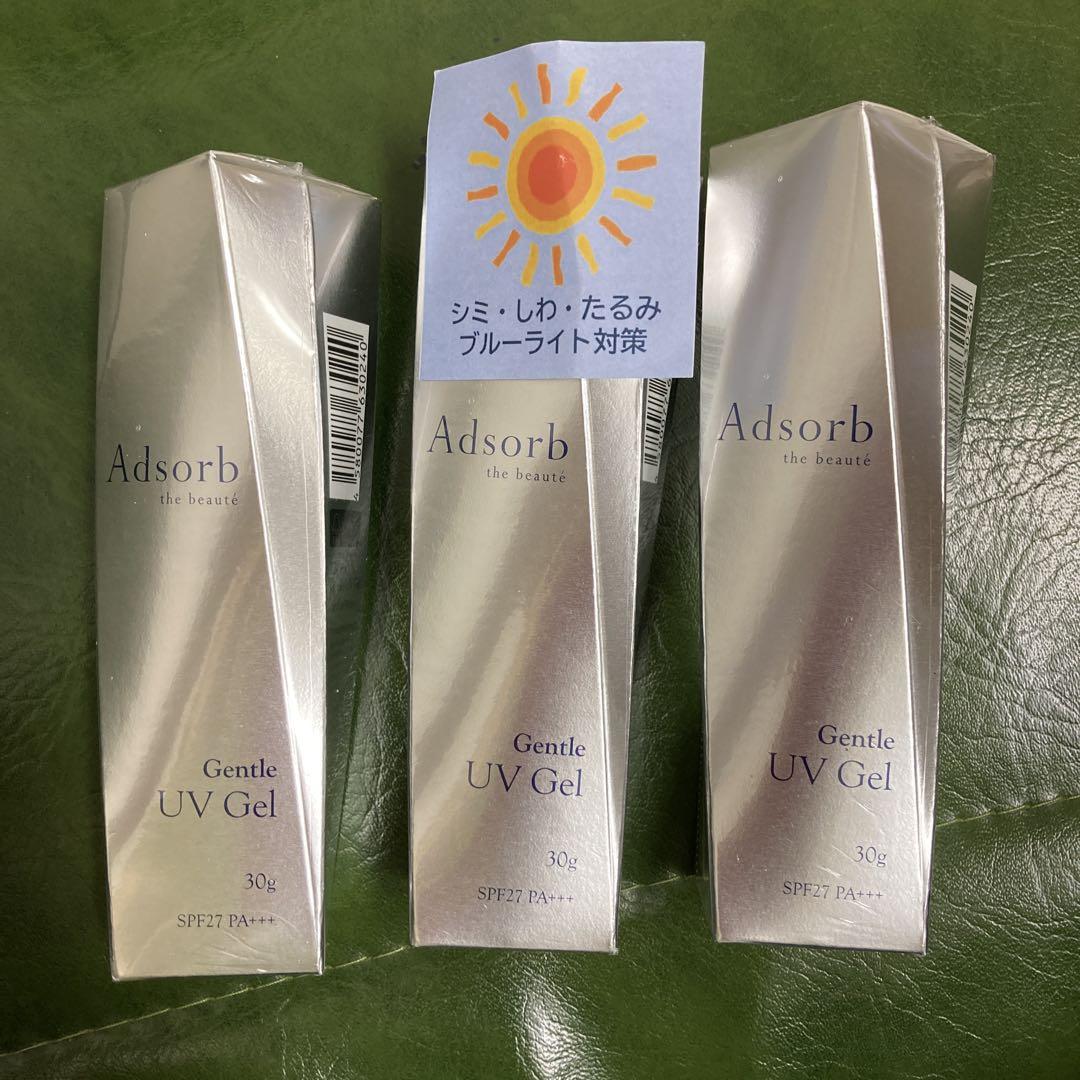 シミ・しわ・たるみ
ブルーライト対策
Adsorb
the beauté
4580077630240
Gentle
UV Gel
30g
SPF27 PA+++
Adsorb
the beauté
Gentle
UV Gel
30g
SPF27 PA+++
Adsorb
the beauté
Gentle
UV Gel
30g
SPF27 PA+++